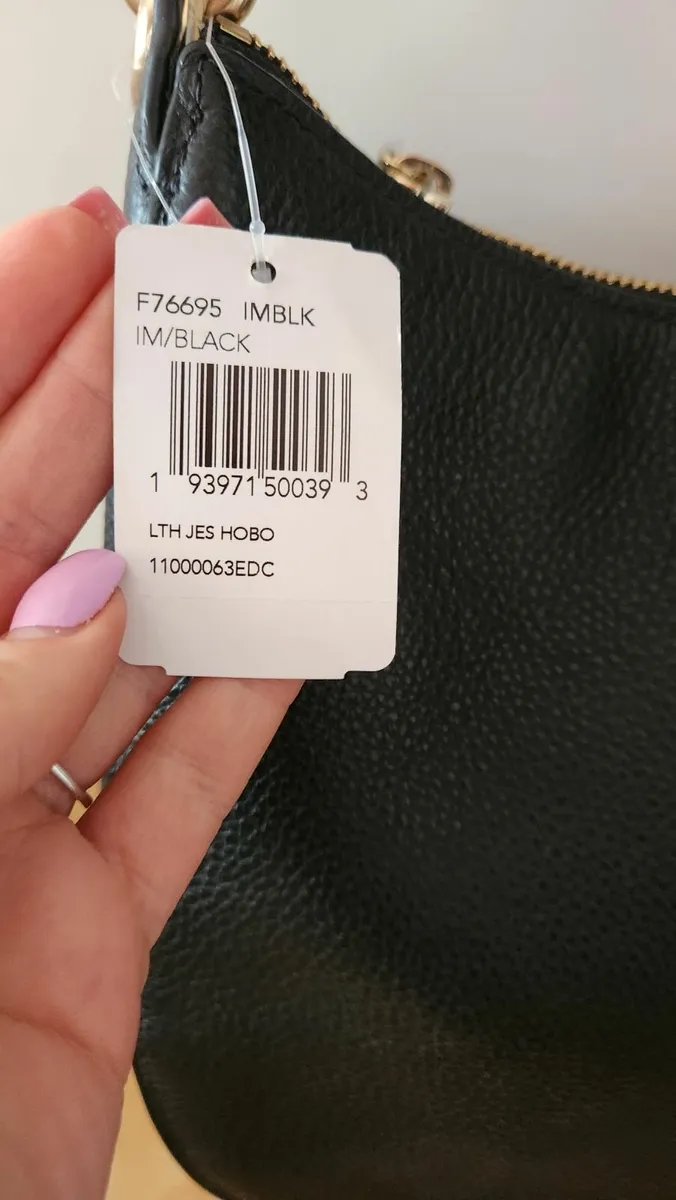 F76695 IMBLK
IM/BLACK
1 93971 50039 3
LTH JES HOBO
11000063EDC